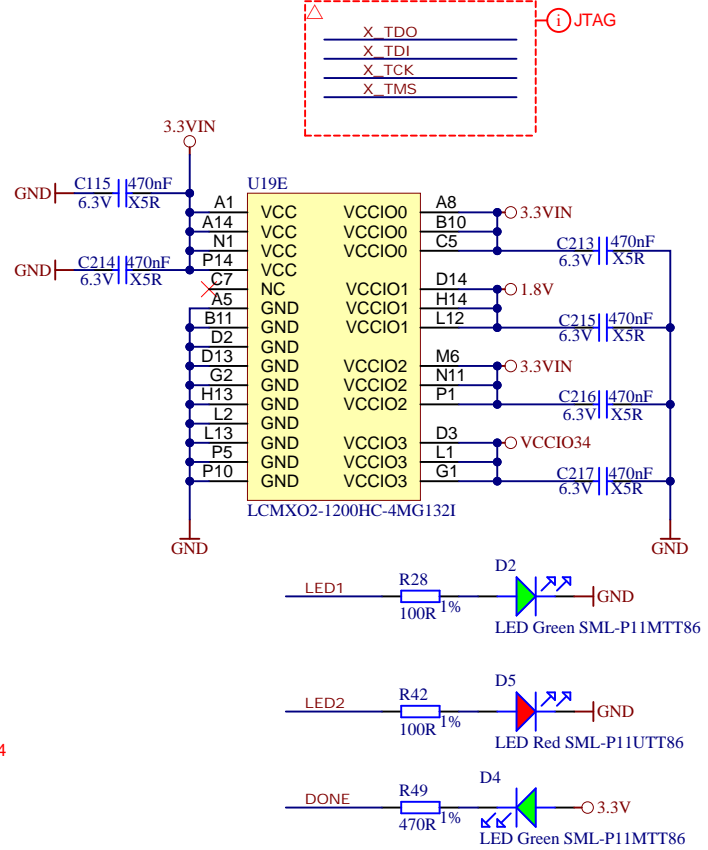 JTAG
X_TDO
X_TDI
X_TCK
X_TMS
3.3VIN
GND C115 470nF
6.3V X5R
GND C214 470nF
6.3V X5R
U19E
A1 VCC VCCIO0 A8 3.3VIN
A14 VCC VCCIO0 B10
N1 VCC VCCIO0 C5 C213 470nF
P14 VCC 6.3V X5R
C7 NC VCCIO1 D14 1.8V
A5 GND VCCIO1 H14
B11 GND VCCIO1 L12 C215 470nF
D2 GND 6.3V X5R
D13 GND VCCIO2 M6 3.3VIN
G2 GND VCCIO2 N11
H13 GND VCCIO2 P1 C216 470nF
L2 GND 6.3V X5R
L13 GND VCCIO3 D3 VCCIO34
P5 GND VCCIO3 L1
P10 GND VCCIO3 G1 C217 470nF
6.3V X5R
LCMXO2-1200HC-4MG132I
GND GND
D2
LED1 R28 GND
100R 1%
LED Green SML-P11MTT86
D5
LED2 R42 GND
100R 1%
LED Red SML-P11UTT86
4
D4
DONE R49 3.3V
470R 1%
LED Green SML-P11MTT86